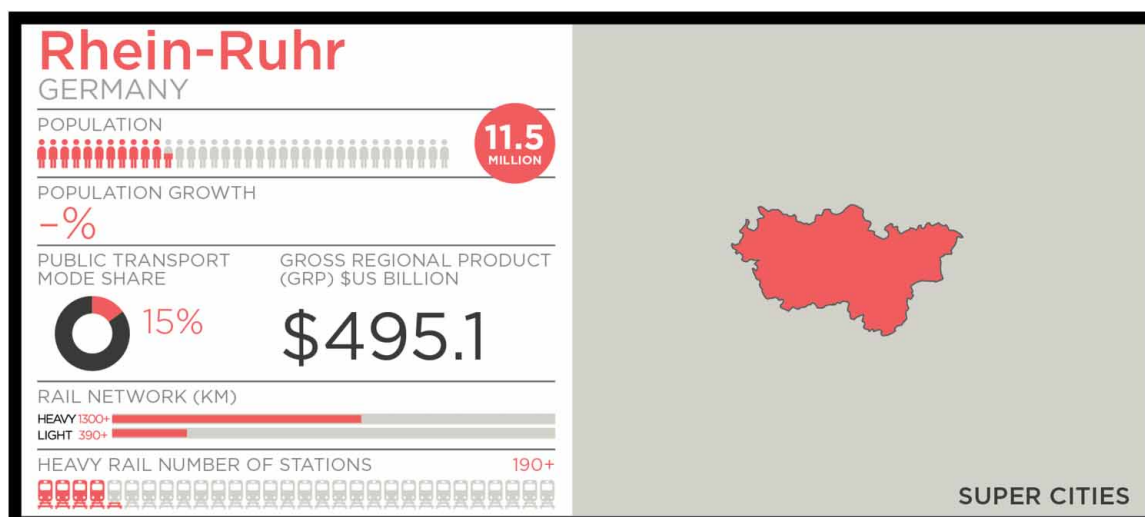 Rhein-Ruhr
GERMANY
POPULATION
11.5
MILLION
POPULATION GROWTH
–%
PUBLIC TRANSPORT
MODE SHARE
15%
GROSS REGIONAL PRODUCT
(GRP) $US BILLION
$495.1
RAIL NETWORK (KM)
HEAVY 1300+
LIGHT 390+
HEAVY RAIL NUMBER OF STATIONS 190+
SUPER CITIES